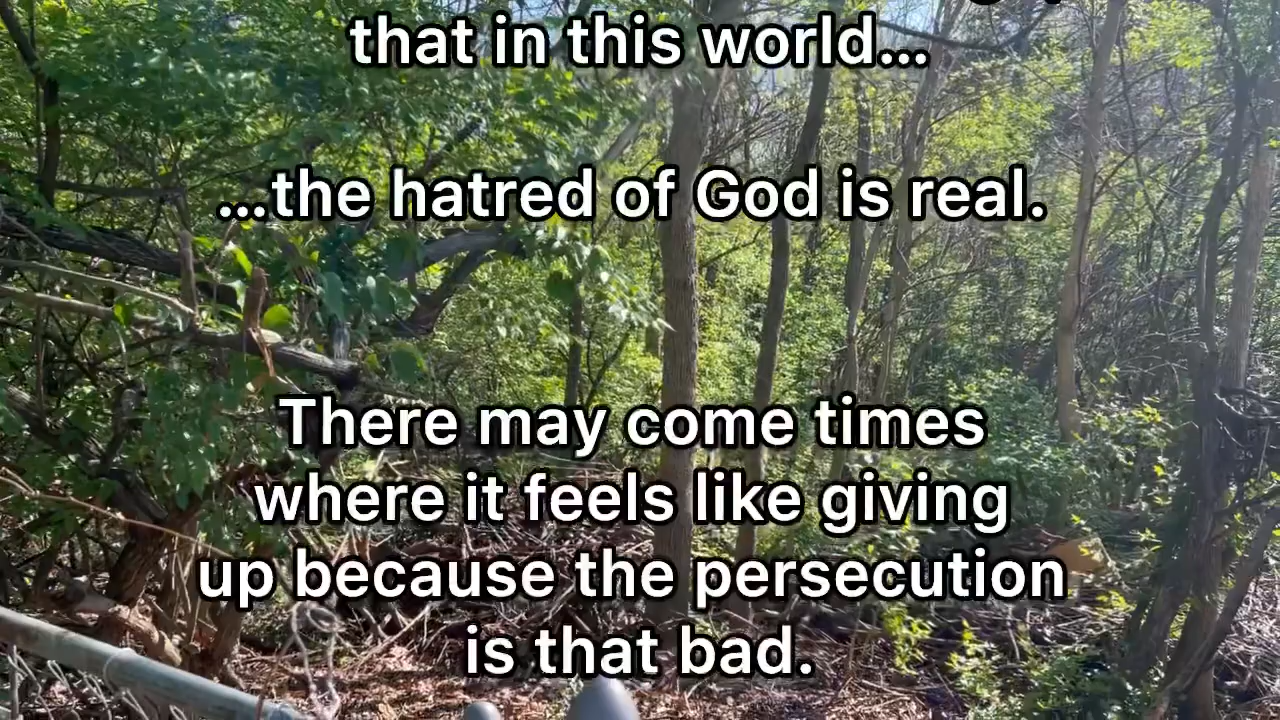 that in this world...
...the hatred of God is real.
There may come times
where it feels like giving
up because the persecution
is that bad.